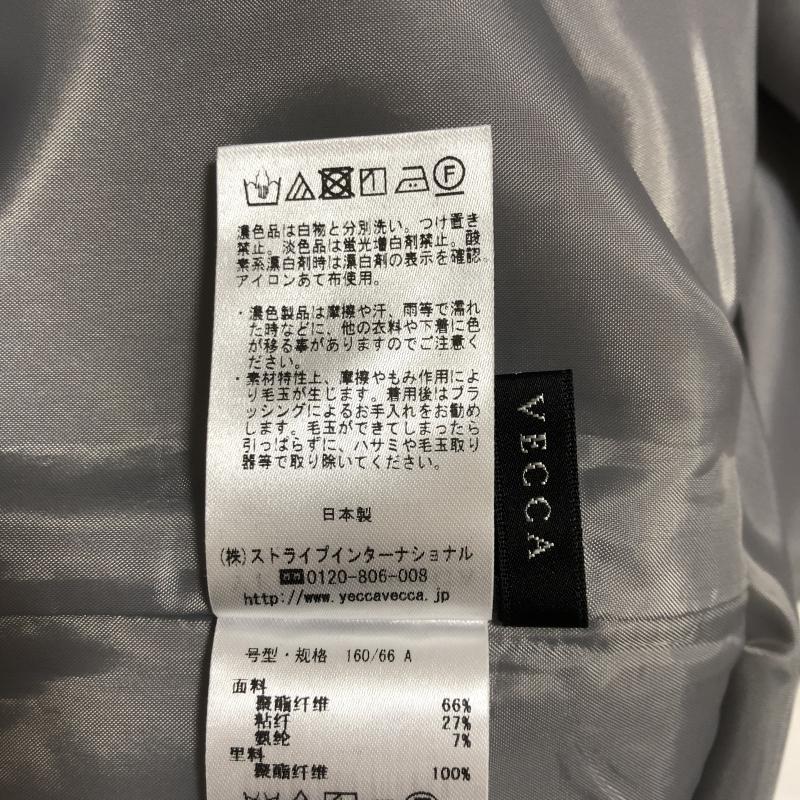 F
濃色品は白物と分別洗い。つけ置き
禁止。淡色品は蛍光増白剤禁止。酸
素系漂白剤時は漂白剤の表示を確認
アイロンあて布使用。
・濃色製品は摩擦や汗、雨等で濡れ
た時などに、他の衣料や下着に色
が移る事がありますのでご注意く
ださい。
・素材特性上、摩擦やもみ作用によ
り毛玉が生じます。着用後はブラ
ッシングによるお手入れをお勧め
します。毛玉ができてしまったら
引っぱらずに、ハサミや毛玉取り
器等で取り除いてください。
日本製
(株)ストライプインターナショナル
0120-806-008
http://www.yeccavecca.jp
VECCA
号型・规格 160/66 A
面料
聚酯纤维 66%
粘纤 27%
氨纶 7%
里料
聚酯纤维 100%